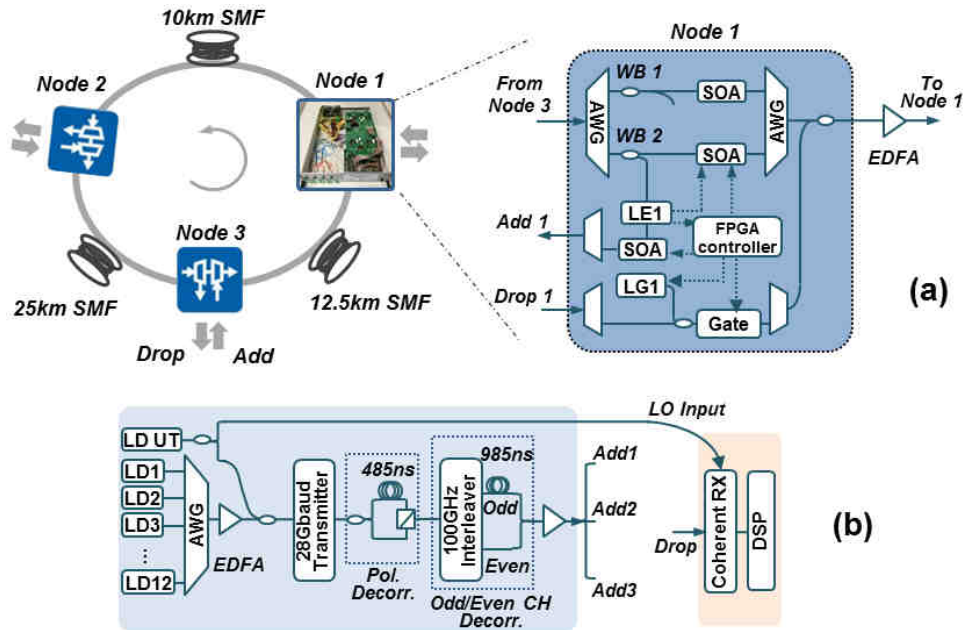 10km SMF
Node 1
Node 2
Node 3
25km SMF
12.5km SMF
Drop
Add
Node 1
From
Node 3
AWG
WB 1
SOA
AWG
WB 2
SOA
To
Node 1
EDFA
LE1
FPGA
controller
Add 1
SOA
LG1
Drop 1
Gate
(a)
LD UT
LD1
LD2
LD3
⋮
LD12
AWG
EDFA
28Gbaud
Transmitter
485ns
Pol.
Decorr.
100GHz
Interleaver
985ns
Odd
Even
Odd/Even CH
Decorr.
Add1
Add2
Add3
LO Input
Drop
Coherent RX
DSP
(b)